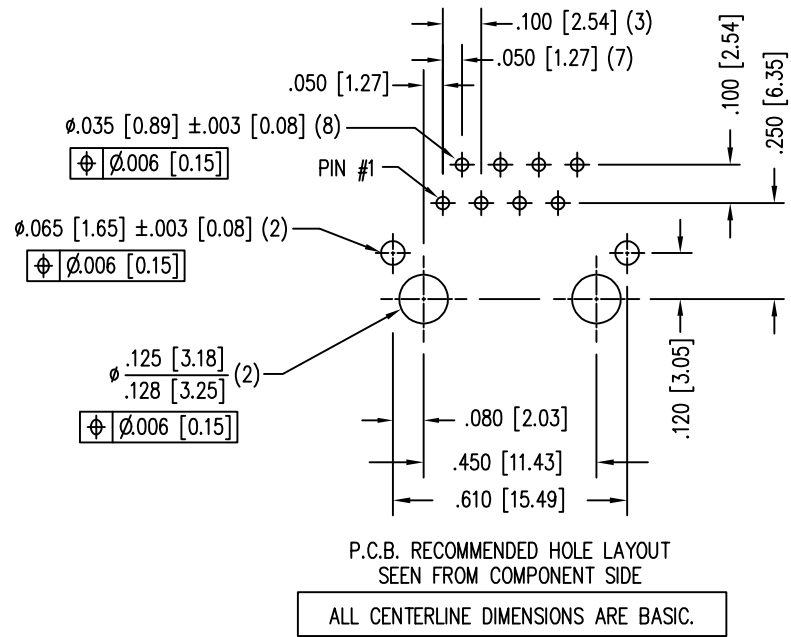 .100 [2.54] (3)
.050 [1.27] (7)
.050 [1.27]
.100 [2.54]
.250 [6.35]
ø.035 [0.89] ±.003 [0.08] (8)
⌖ Ø.006 [0.15]
PIN #1
ø.065 [1.65] ±.003 [0.08] (2)
⌖ Ø.006 [0.15]
ø .125 [3.18]
.128 [3.25] (2)
⌖ Ø.006 [0.15]
.120 [3.05]
.080 [2.03]
.450 [11.43]
.610 [15.49]
P.C.B. RECOMMENDED HOLE LAYOUT
SEEN FROM COMPONENT SIDE
ALL CENTERLINE DIMENSIONS ARE BASIC.